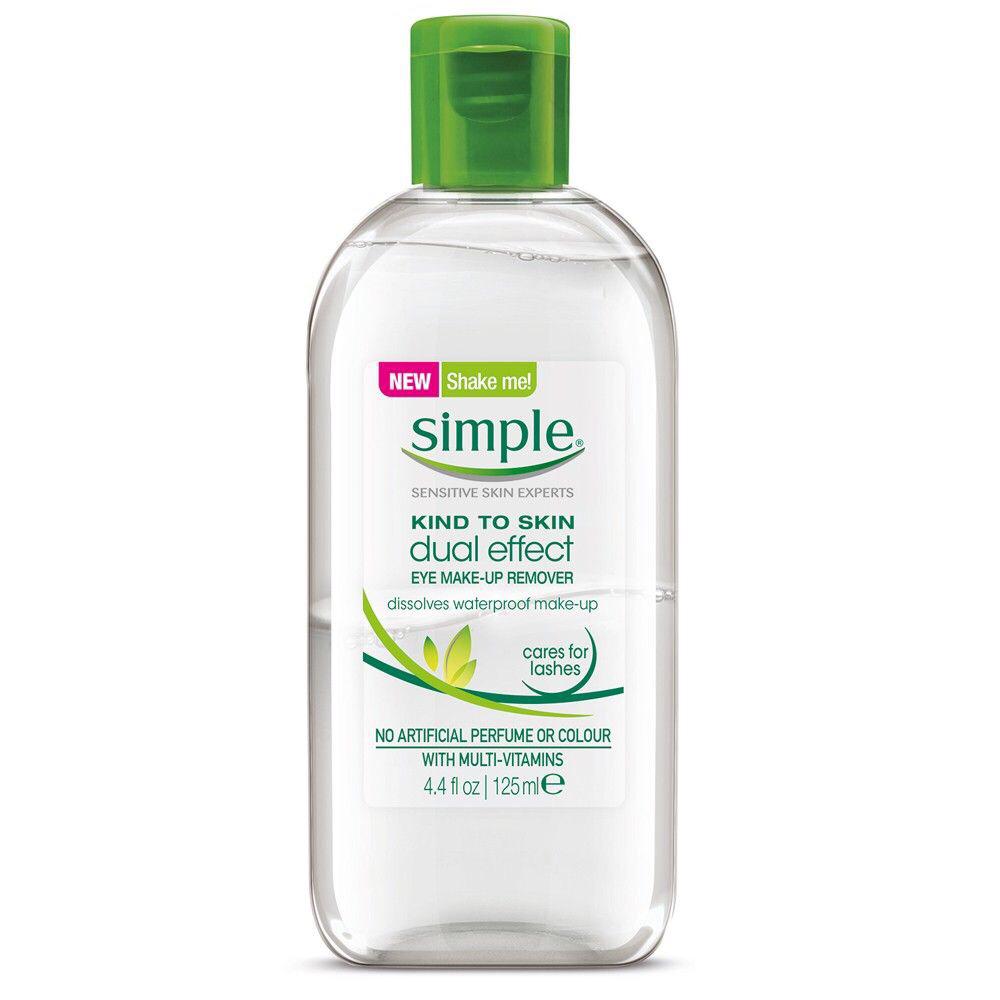 NEW Shake me!
simple®
SENSITIVE SKIN EXPERTS
KIND TO SKIN
dual effect
EYE MAKE-UP REMOVER
dissolves waterproof make-up
cares for
lashes
NO ARTIFICIAL PERFUME OR COLOUR
WITH MULTI-VITAMINS
4.4 fl oz | 125 ml ℮